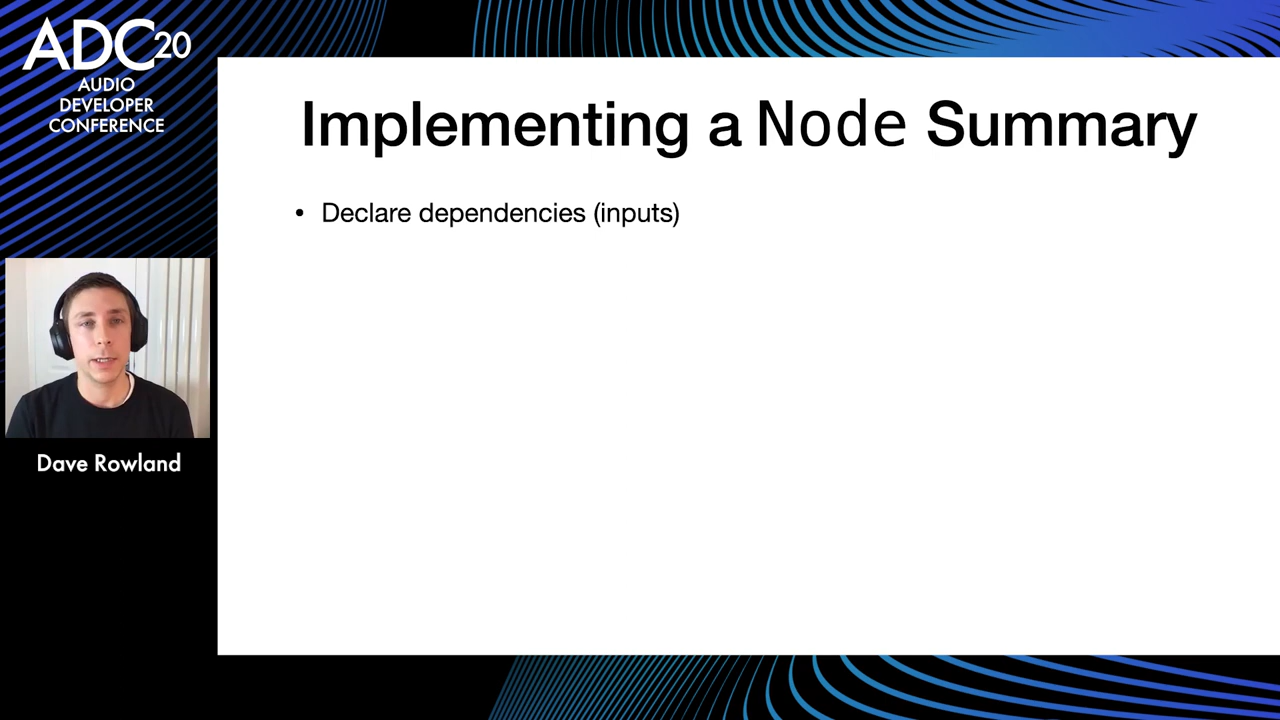 ADC20
AUDIO
DEVELOPER
CONFERENCE
Implementing a Node Summary
• Declare dependencies (inputs)
Dave Rowland